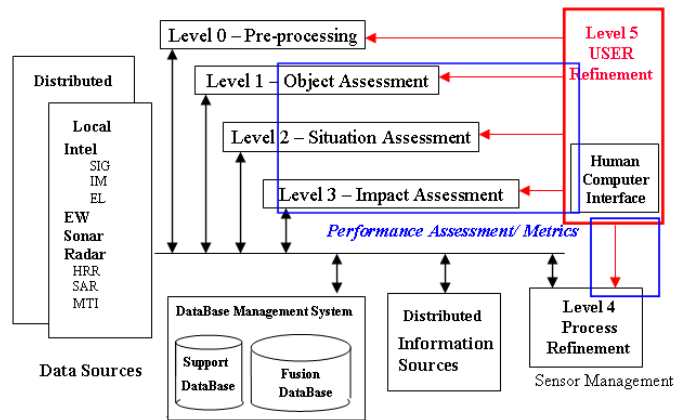 Level 0 – Pre-processing
Level 5
USER
Refinement
Distributed
Level 1 – Object Assessment
Local
Intel
SIG
IM
EL
EW
Sonar
Radar
HRR
SAR
MTI
Level 2 – Situation Assessment
Human
Computer
Interface
Level 3 – Impact Assessment
Performance Assessment/ Metrics
DataBase Management System
Support
DataBase
Fusion
DataBase
Distributed
Information
Sources
Level 4
Process
Refinement
Data Sources
Sensor Management